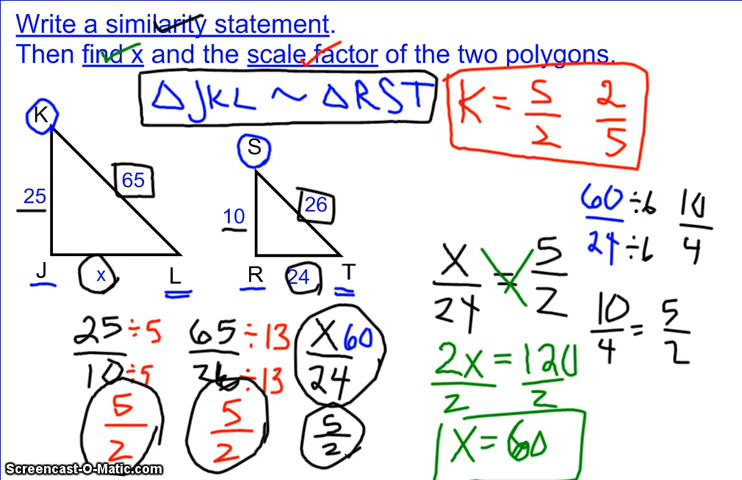 Write a similarity statement.
Then find x and the scale factor of the two polygons.
△JKL ~ △RST
K = 5/2 2/5
K
25
65
J
x
L
S
10
26
R
24
T
60/24 ÷6 ÷6 10/4
x/24 = 5/2
10/4 = 5/2
25/10 ÷5 ÷5
65/26 ÷13 ÷13
x 60/24
5/2
5/2
5/2
2x = 120
2 2
x = 60
Screencast-O-Matic.com